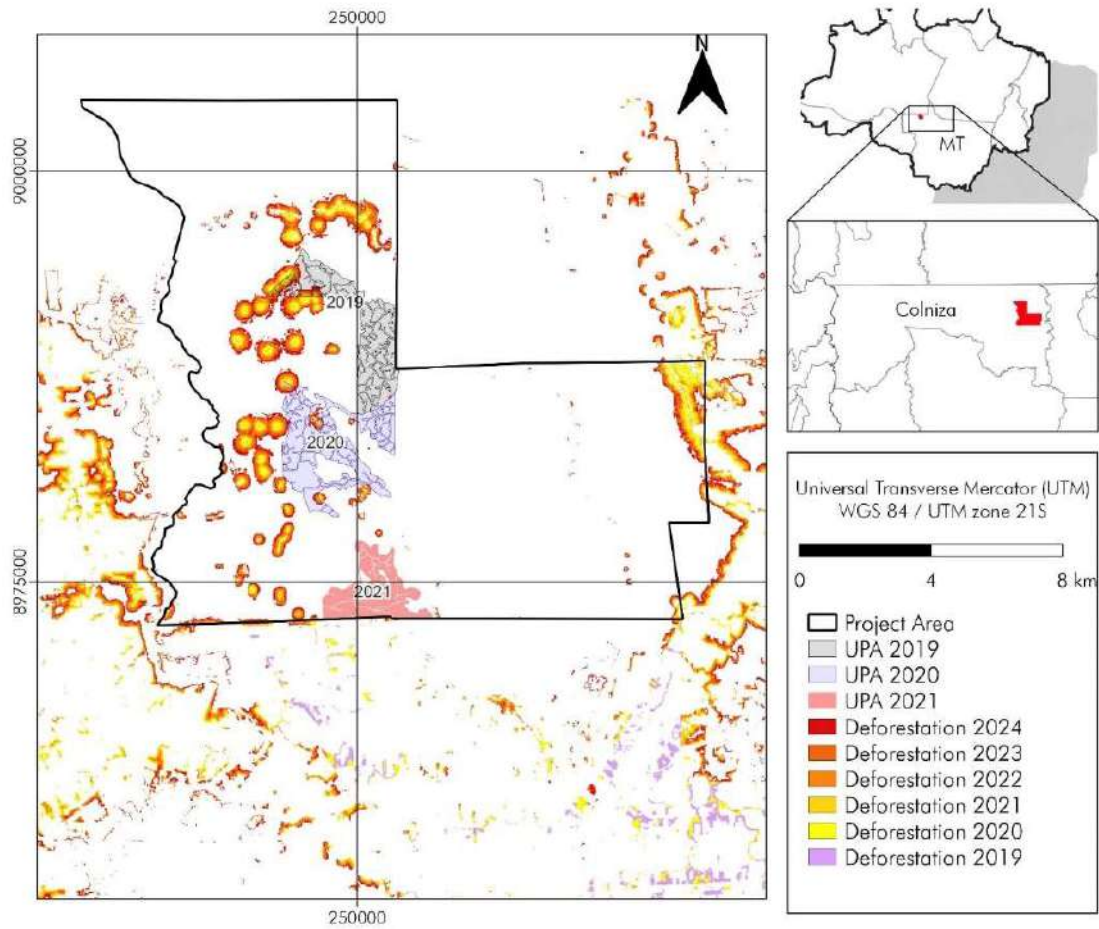 250000
N
9000000
8975000
2019
2020
2021
250000
MT
Colniza
Universal Transverse Mercator (UTM)
WGS 84 / UTM zone 21S
0 4 8 km
Project Area
UPA 2019
UPA 2020
UPA 2021
Deforestation 2024
Deforestation 2023
Deforestation 2022
Deforestation 2021
Deforestation 2020
Deforestation 2019